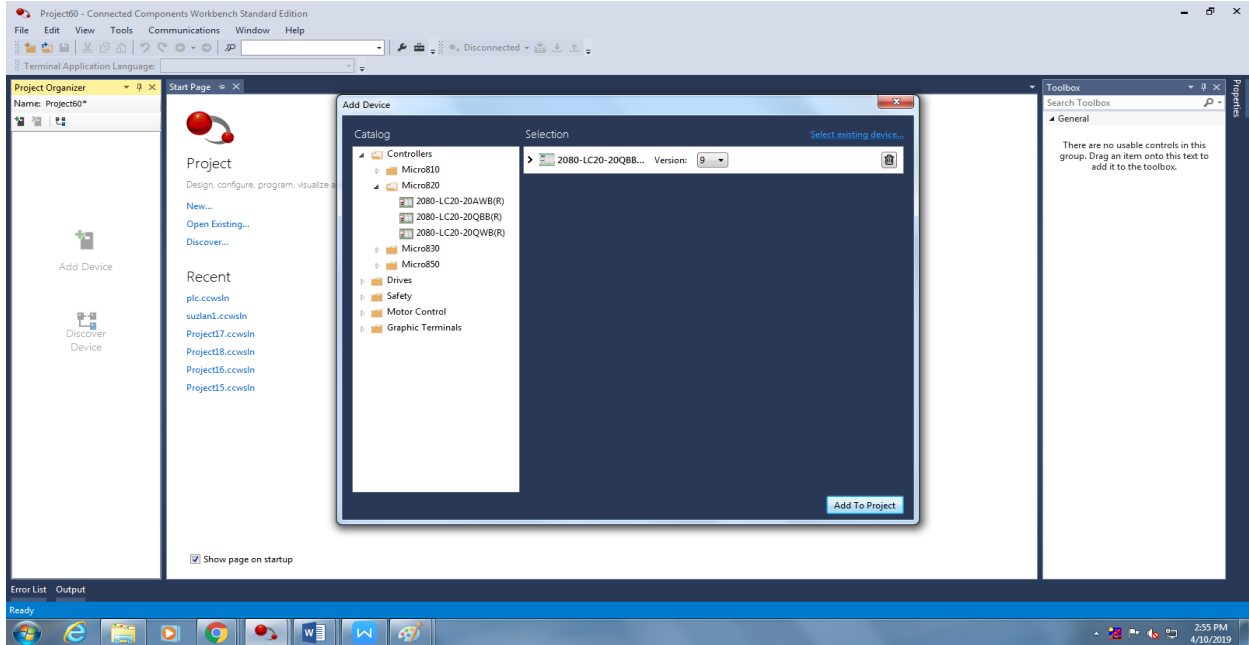 Project60 - Connected Components Workbench Standard Edition
File Edit View Tools Communications Window Help
Disconnected
Terminal Application Language:
Project Organizer
Name: Project60*
Add Device
Discover
Device
Start Page
Project
Design, configure, program, visualize a
New...
Open Existing...
Discover...
Recent
plc.ccwsln
suzlan1.ccwsln
Project17.ccwsln
Project18.ccwsln
Project16.ccwsln
Project15.ccwsln
Show page on startup
Add Device
Catalog
Controllers
Micro810
Micro820
2080-LC20-20AWB(R)
2080-LC20-20QBB(R)
2080-LC20-20QWB(R)
Micro830
Micro850
Drives
Safety
Motor Control
Graphic Terminals
Selection
Select existing device...
2080-LC20-20QBB... Version: 9
Add To Project
Toolbox
Search Toolbox
General
There are no usable controls in this
group. Drag an item onto this text to
add it to the toolbox.
Properties
Error List Output
Ready
2:55 PM
4/10/2019